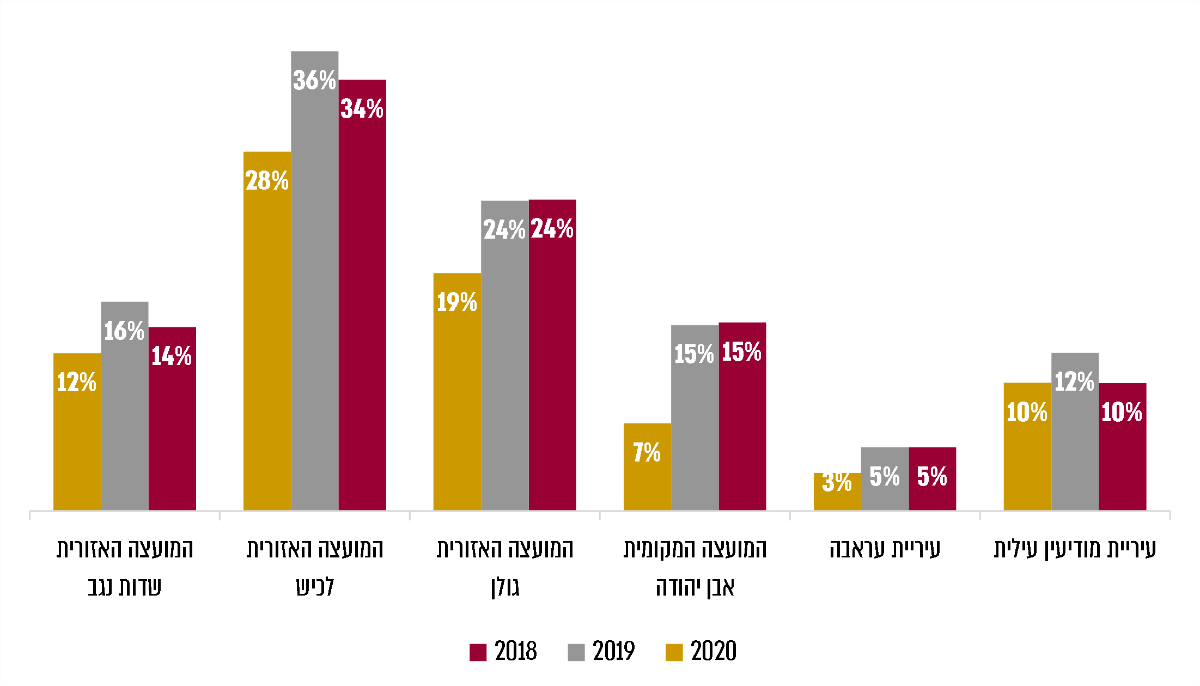 36%
34%
28%
24% 24%
19%
16%
14%
12%
15% 15%
7%
3% 5% 5%
12%
10% 10%
עיריית מודיעין עילית
עיריית עראבה
המועצה המקומית
אבן יהודה
המועצה האזורית
גולן
המועצה האזורית
לכיש
המועצה האזורית
שדות נגב
2018 2019 2020